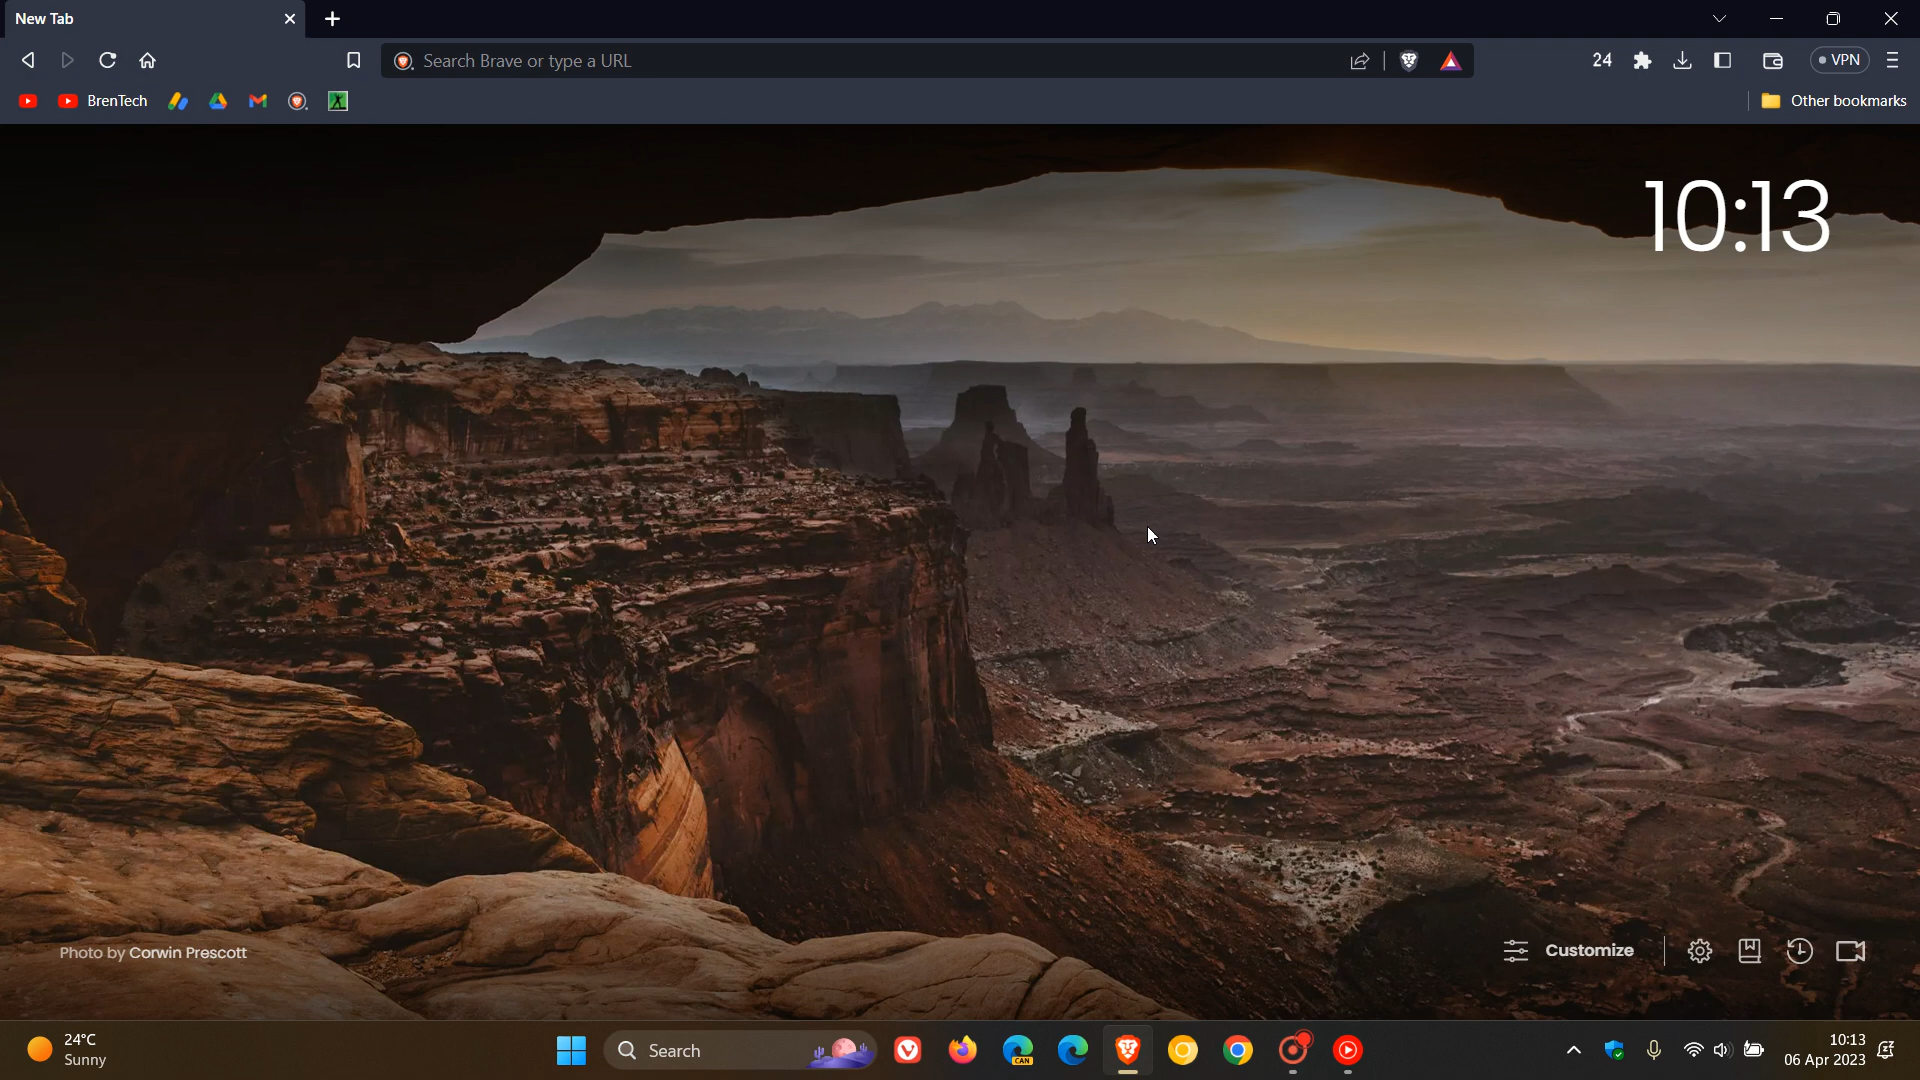 New Tab
Search Brave or type a URL
24
VPN
BrenTech
Other bookmarks
10:13
Photo by Corwin Prescott
Customize
24°C
Sunny
Search
CAN
10:13
06 Apr 2023